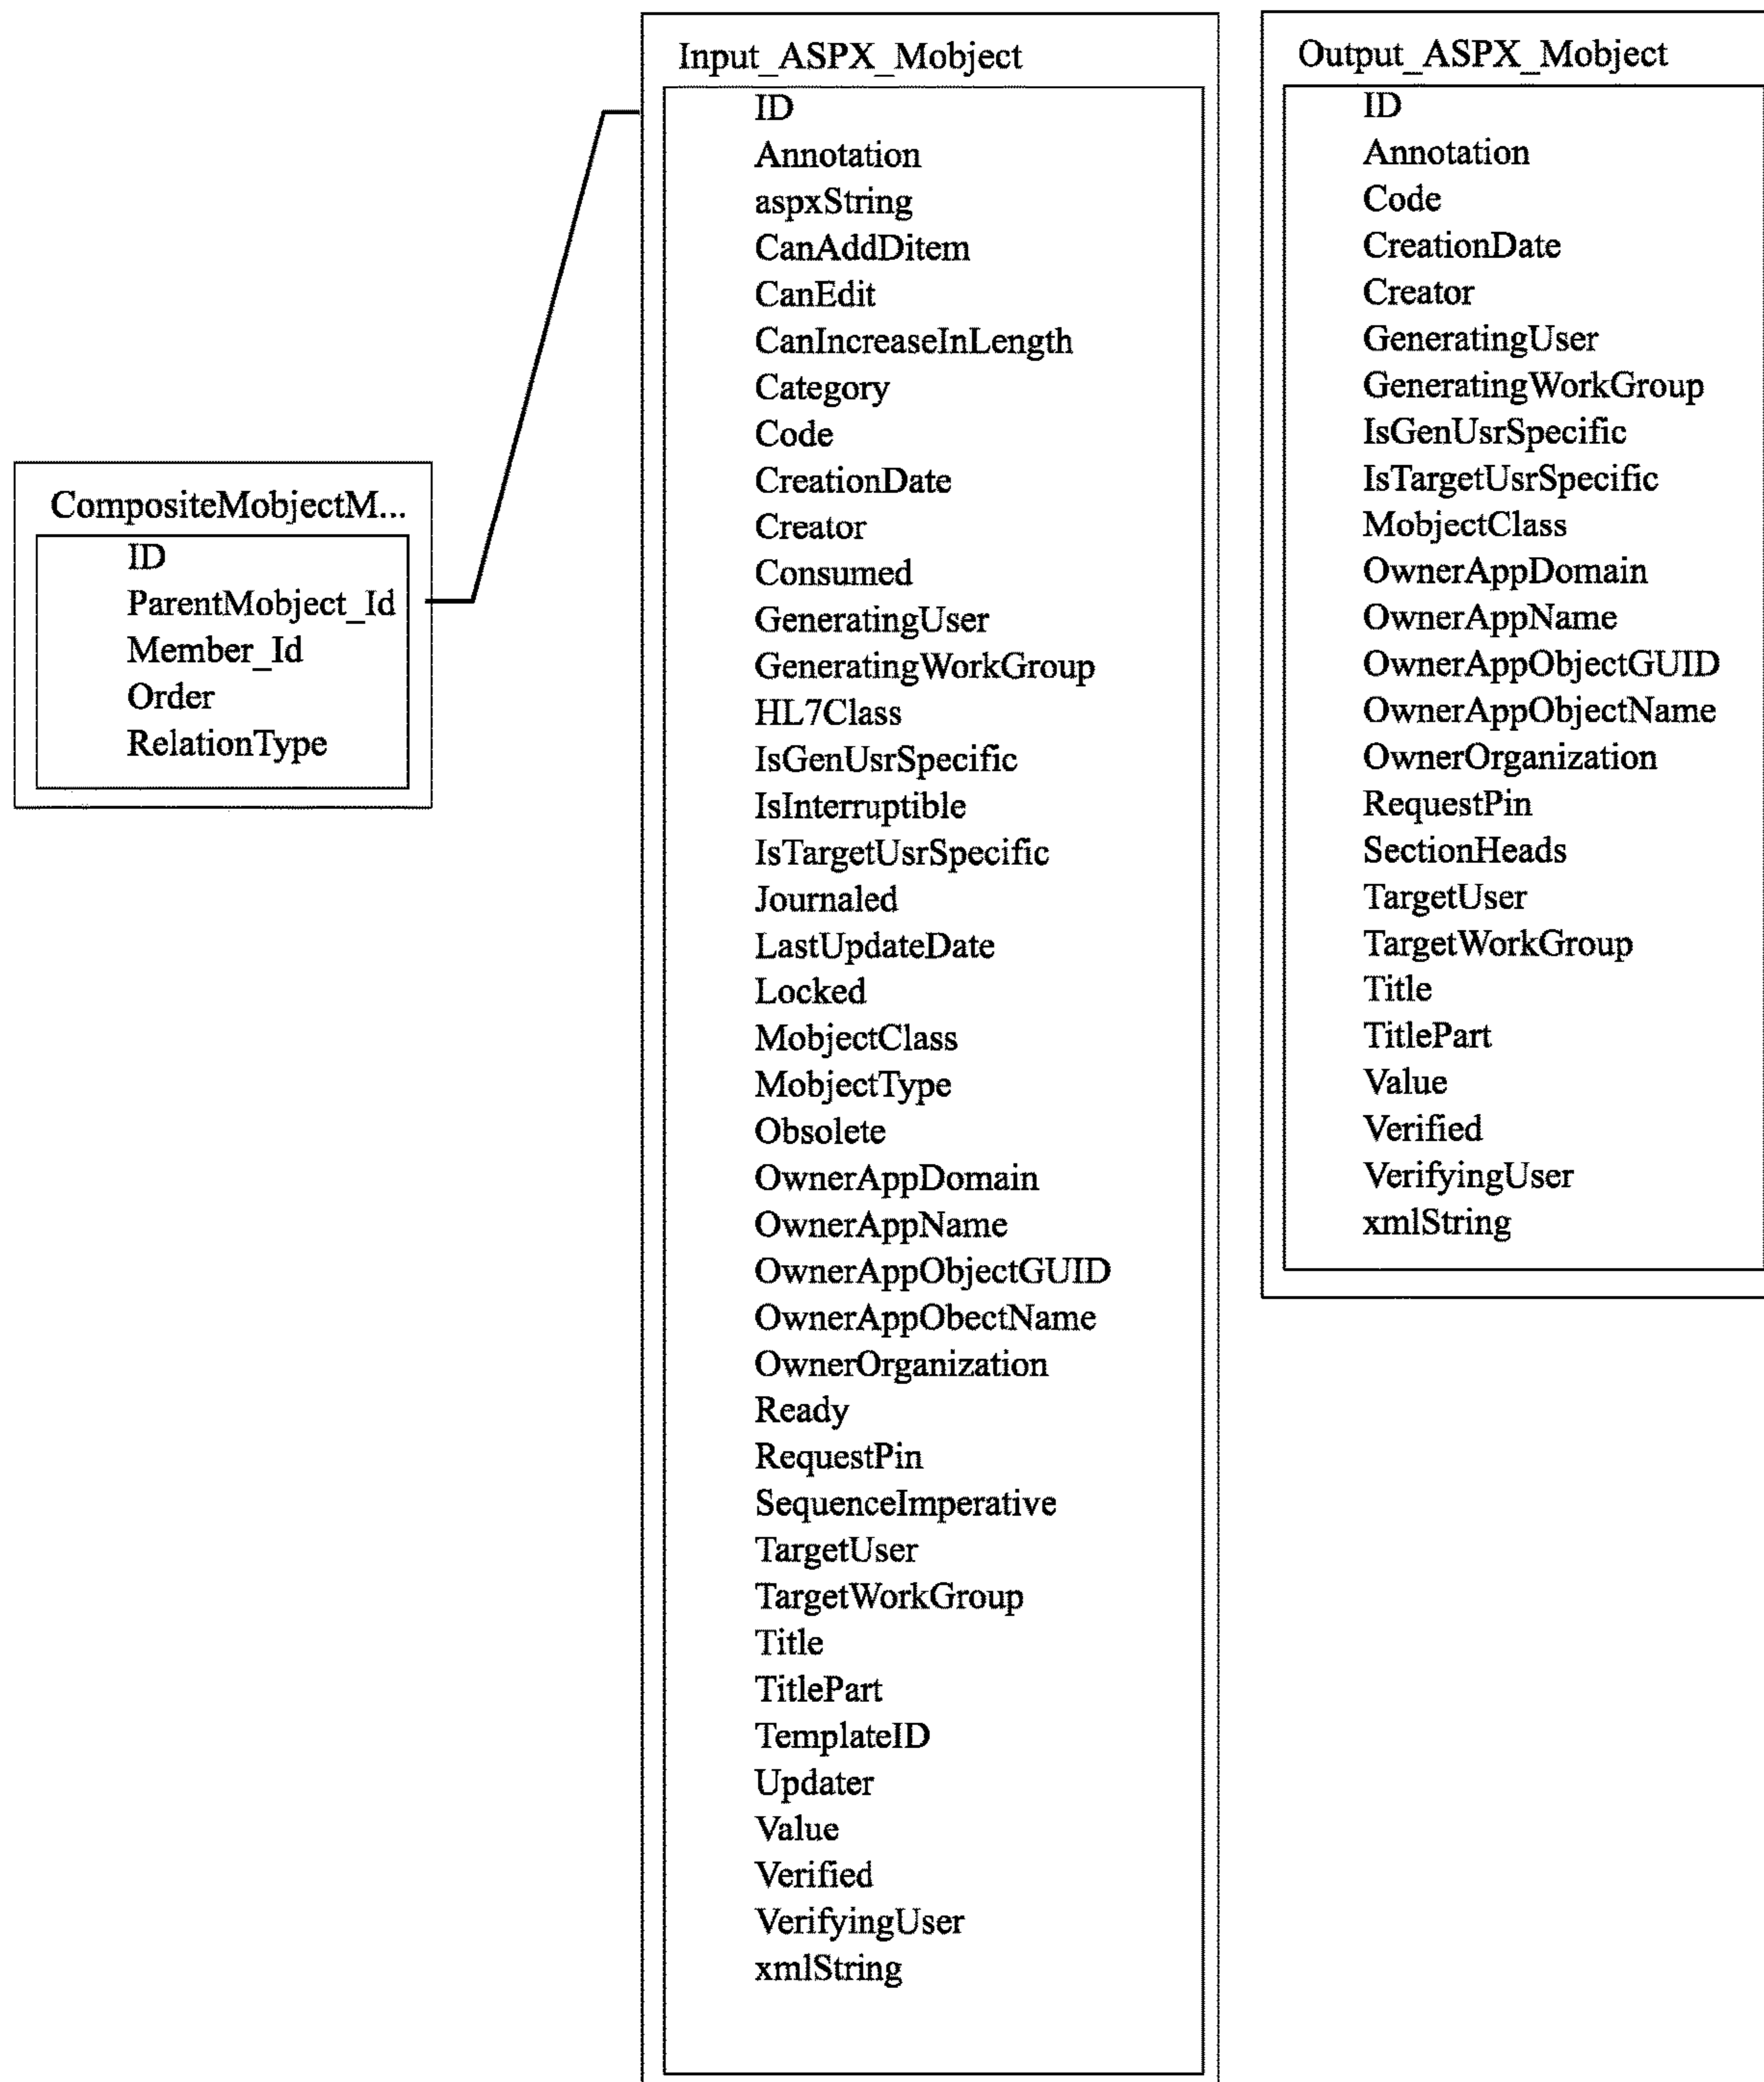 CompositeMobjectM...
ID
ParentMobject_Id
Member_Id
Order
RelationType
Input_ASPX_Mobject
ID
Annotation
aspxString
CanAddDitem
CanEdit
CanIncreaseInLength
Category
Code
CreationDate
Creator
Consumed
GeneratingUser
GeneratingWorkGroup
HL7Class
IsGenUsrSpecific
IsInterruptible
IsTargetUsrSpecific
Journaled
LastUpdateDate
Locked
MobjectClass
MobjectType
Obsolete
OwnerAppDomain
OwnerAppName
OwnerAppObjectGUID
OwnerAppObectName
OwnerOrganization
Ready
RequestPin
SequenceImperative
TargetUser
TargetWorkGroup
Title
TitlePart
TemplateID
Updater
Value
Verified
VerifyingUser
xmlString
Output_ASPX_Mobject
ID
Annotation
Code
CreationDate
Creator
GeneratingUser
GeneratingWorkGroup
IsGenUsrSpecific
IsTargetUsrSpecific
MobjectClass
OwnerAppDomain
OwnerAppName
OwnerAppObjectGUID
OwnerAppObjectName
OwnerOrganization
RequestPin
SectionHeads
TargetUser
TargetWorkGroup
Title
TitlePart
Value
Verified
VerifyingUser
xmlString